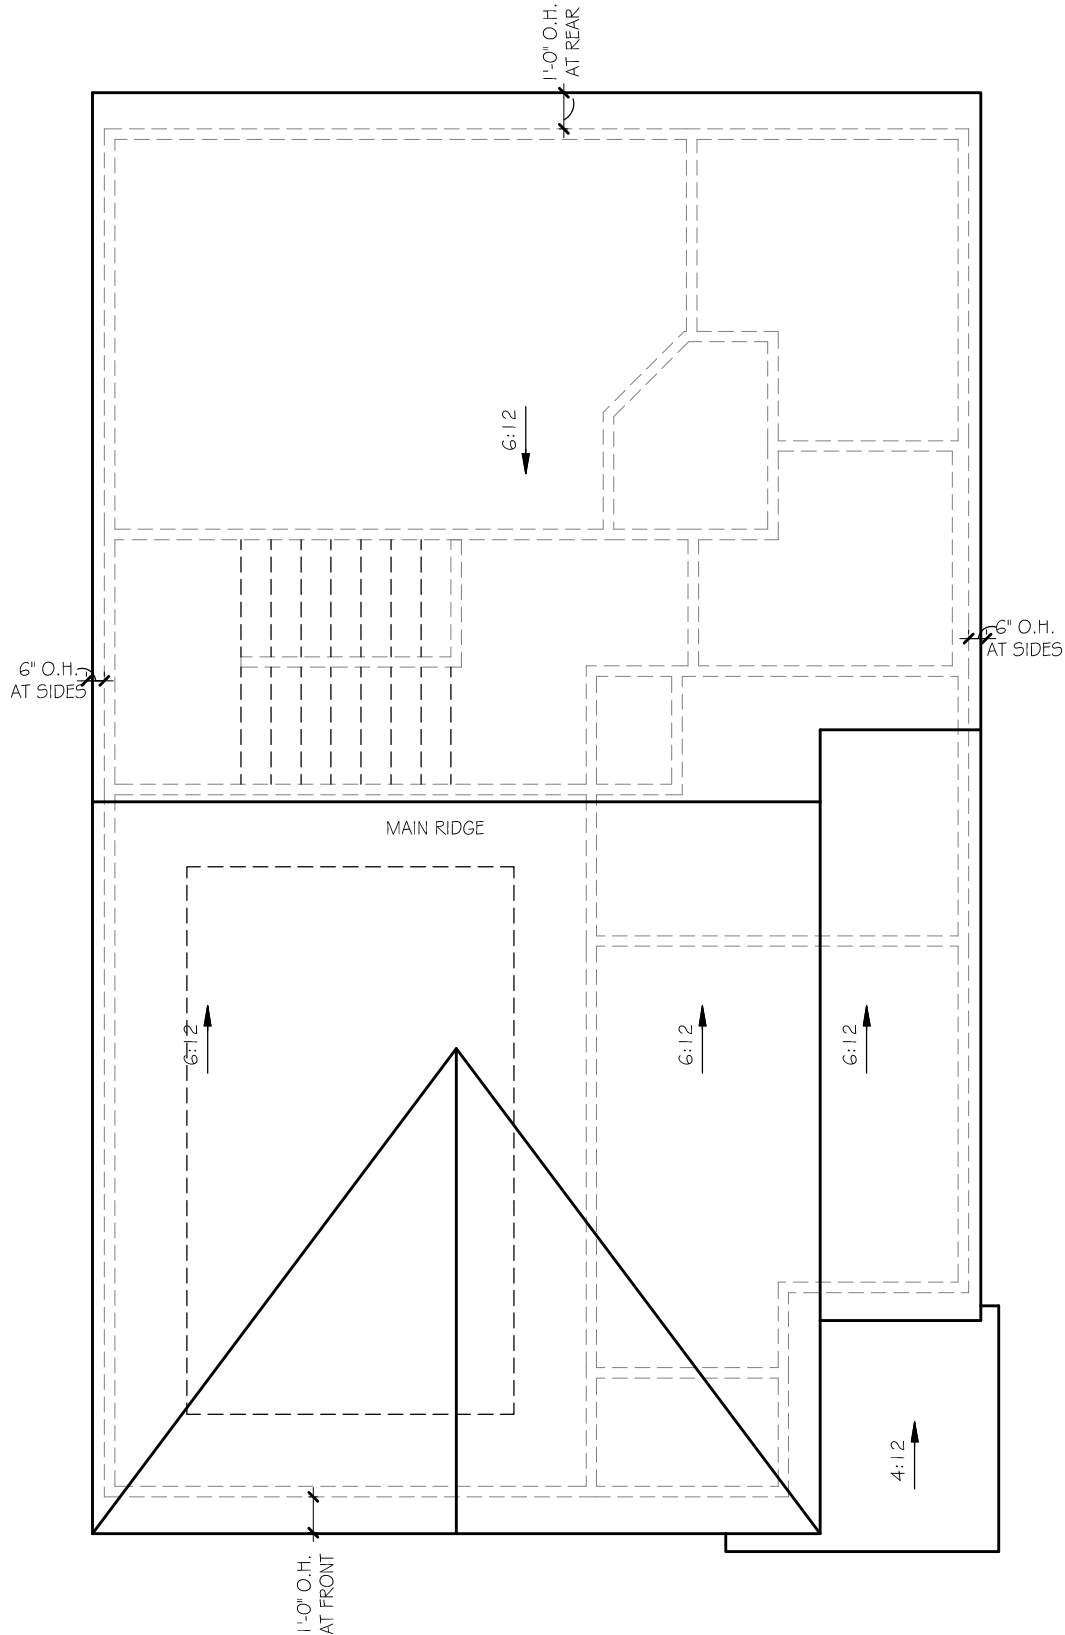 1'-0" O.H.
AT REAR
6:12
6" O.H.
AT SIDES
6" O.H.
AT SIDES
MAIN RIDGE
6:12
6:12
6:12
4:12
1'-0" O.H.
AT FRONT